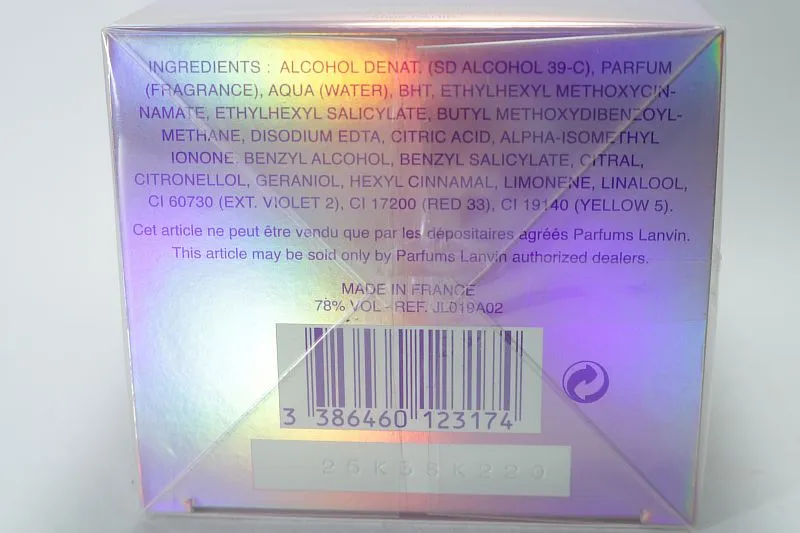 INGREDIENTS : ALCOHOL DENAT. (SD ALCOHOL 39-C), PARFUM
(FRAGRANCE), AQUA (WATER), BHT, ETHYLHEXYL METHOXYCIN-
NAMATE, ETHYLHEXYL SALICYLATE, BUTYL METHOXYDIBENZOYL-
METHANE, DISODIUM EDTA, CITRIC ACID, ALPHA-ISOMETHYL
IONONE, BENZYL ALCOHOL, BENZYL SALICYLATE, CITRAL,
CITRONELLOL, GERANIOL, HEXYL CINNAMAL, LIMONENE, LINALOOL,
CI 60730 (EXT. VIOLET 2), CI 17200 (RED 33), CI 19140 (YELLOW 5).
Cet article ne peut être vendu que par les dépositaires agréés Parfums Lanvin.
This article may be sold only by Parfums Lanvin authorized dealers.
MADE IN FRANCE
78% VOL - REF. JL019A02
3 386460 123174